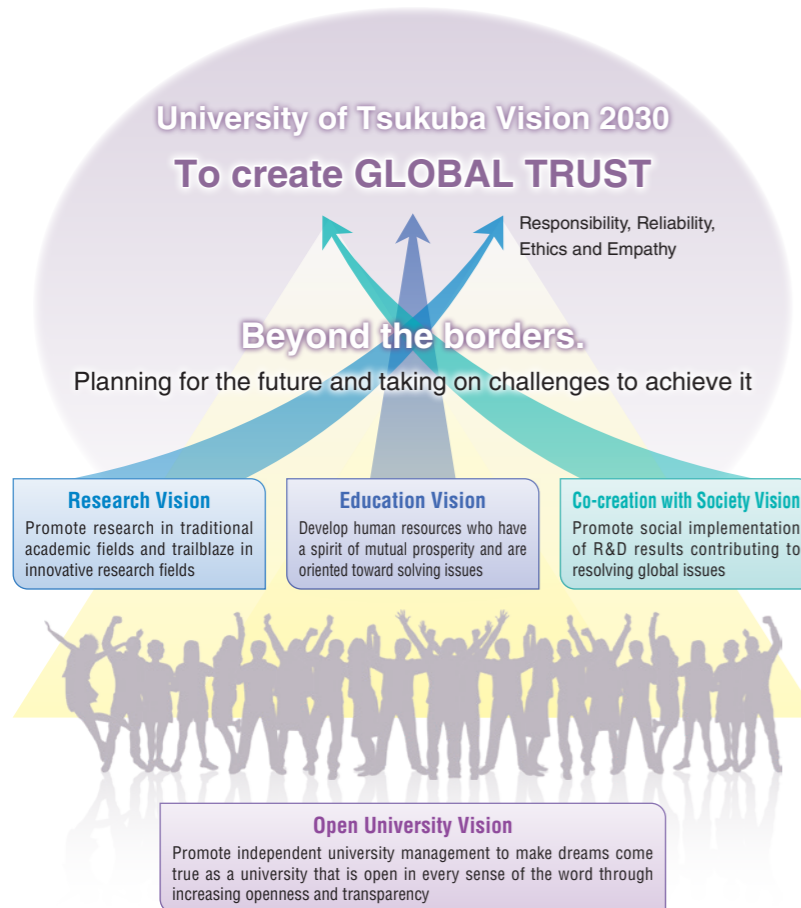 University of Tsukuba Vision 2030
To create GLOBAL TRUST
Responsibility, Reliability,
Ethics and Empathy
Beyond the borders.
Planning for the future and taking on challenges to achieve it
Research Vision
Promote research in traditional
academic fields and trailblaze in
innovative research fields
Education Vision
Develop human resources who have
a spirit of mutual prosperity and are
oriented toward solving issues
Co-creation with Society Vision
Promote social implementation
of R&D results contributing to
resolving global issues
Open University Vision
Promote independent university management to make dreams come
true as a university that is open in every sense of the word through
increasing openness and transparency